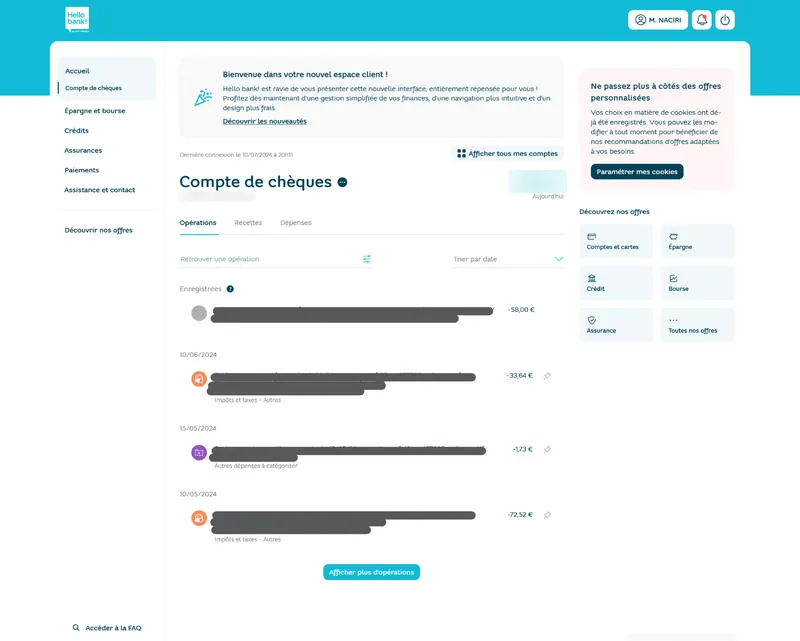 Hello
bank!
M. NACIRI
Accueil
Compte de chèques
Épargne et bourse
Crédits
Assurances
Paiements
Assistance et contact
Découvrir nos offres
Accéder à la FAQ
Bienvenue dans votre nouvel espace client !
Hello bank! est ravie de vous présenter cette nouvelle interface, entièrement repensée pour vous !
Profitez dès maintenant d'une gestion simplifiée de vos finances, d'une navigation plus intuitive et d'un
design plus frais.
Découvrir les nouveautés
Dernière connexion le 10/07/2024 à 20h11
Afficher tous mes comptes
Compte de chèques
Aujourd'hui
Opérations
Recettes
Dépenses
Retrouver une opération
Trier par date
Enregistrées ?
-58,00 €
10/06/2024
-33,64 €
Impôts et taxes - Autres
15/05/2024
-1,73 €
Autres dépenses à catégoriser
10/05/2024
-72,52 €
Impôts et taxes - Autres
Afficher plus d'opérations
Ne passez plus à côtés des offres
personnalisées
Vos choix en matière de cookies ont dé-
jà été enregistrés. Vous pouvez les mo-
difier à tout moment pour bénéficier de
nos recommandations d'offres adaptées
à vos besoins.
Paramétrer mes cookies
Découvrez nos offres
Comptes et cartes
Épargne
Crédit
Bourse
Assurance
Toutes nos offres